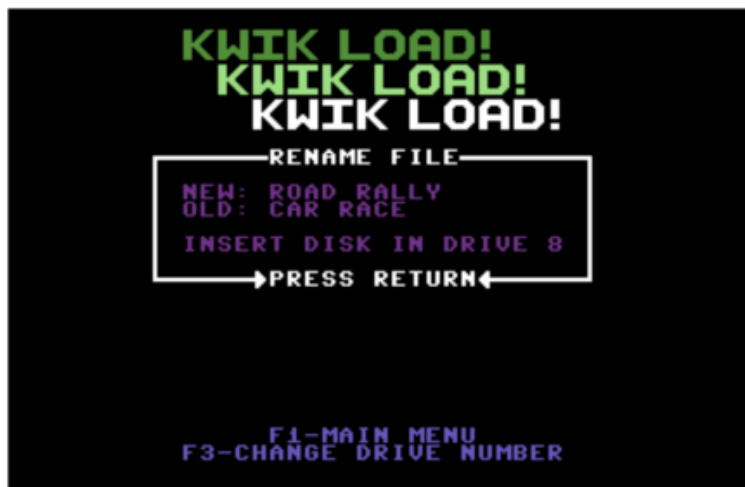 KWIK LOAD!
KWIK LOAD!
KWIK LOAD!
RENAME FILE
NEW: ROAD RALLY
OLD: CAR RACE
INSERT DISK IN DRIVE 8
PRESS RETURN
F1-MAIN MENU
F3-CHANGE DRIVE NUMBER